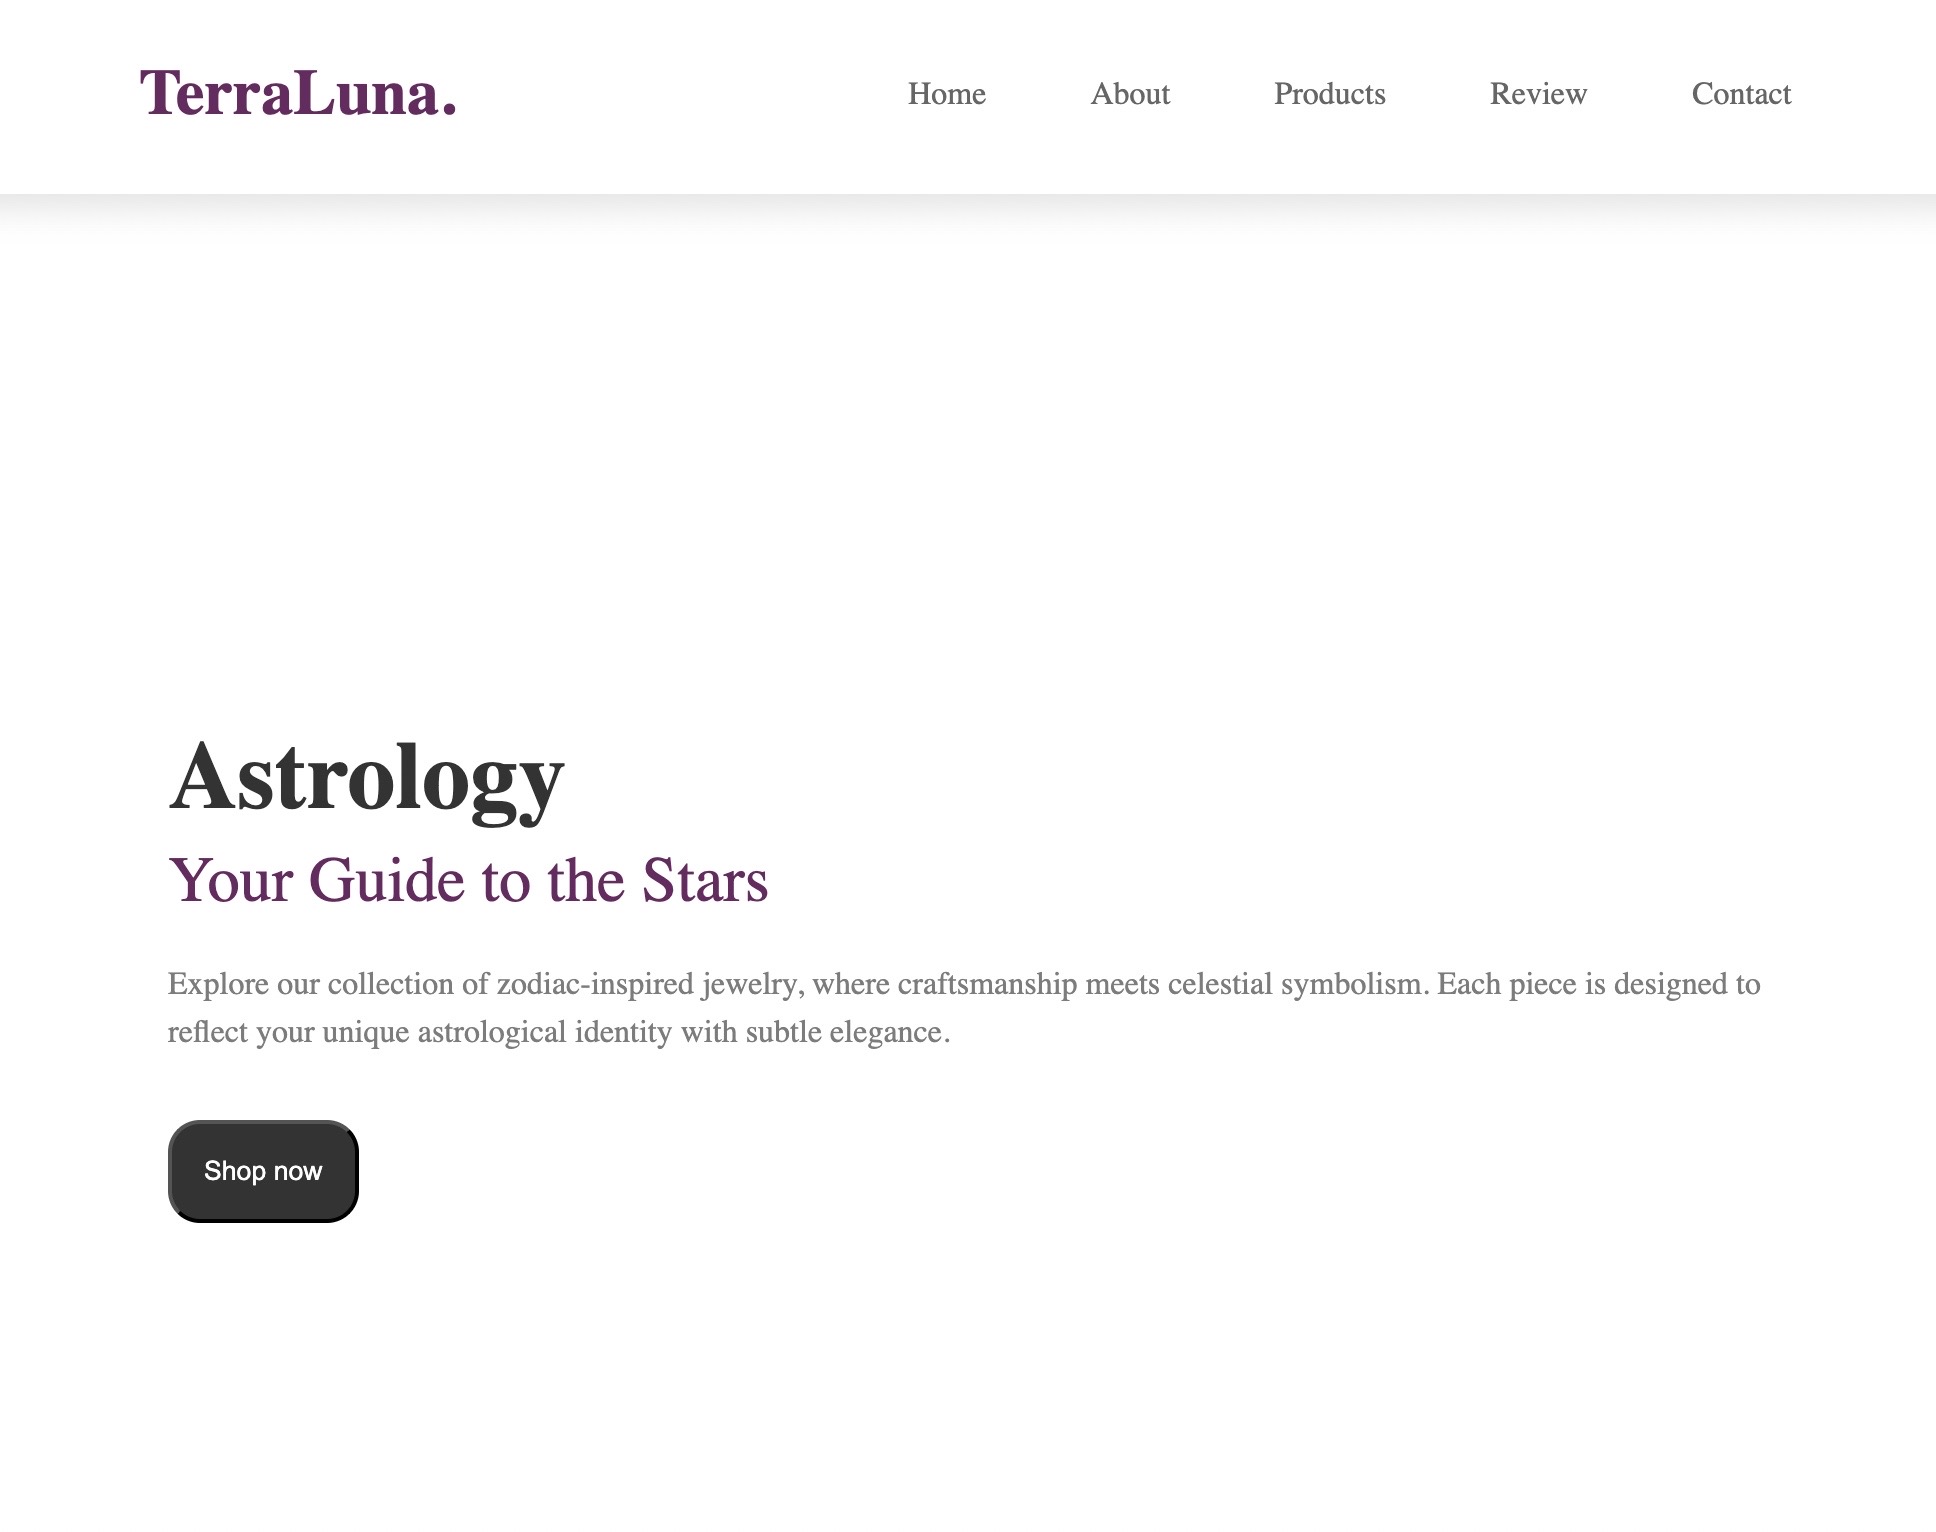 TerraLuna.
Home About Products Review Contact
Astrology
Your Guide to the Stars
Explore our collection of zodiac-inspired jewelry, where craftsmanship meets celestial symbolism. Each piece is designed to
reflect your unique astrological identity with subtle elegance.
Shop now